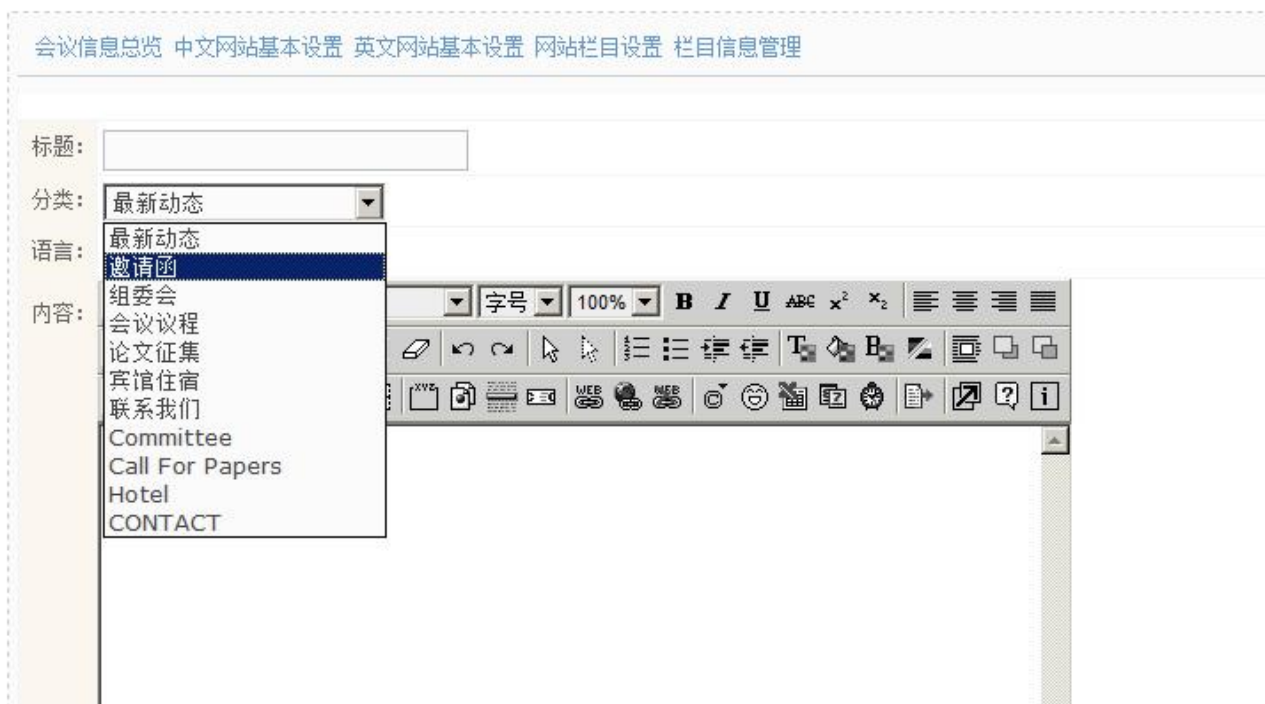 会议信息总览 中文网站基本设置 英文网站基本设置 网站栏目设置 栏目信息管理
标题：
分类： 最新动态
最新动态
语言：
邀请函
组委会
内容：
字号 100% B I U ABC x² x₂
会议议程
论文征集
宾馆住宿
联系我们
Committee
Call For Papers
Hotel
CONTACT